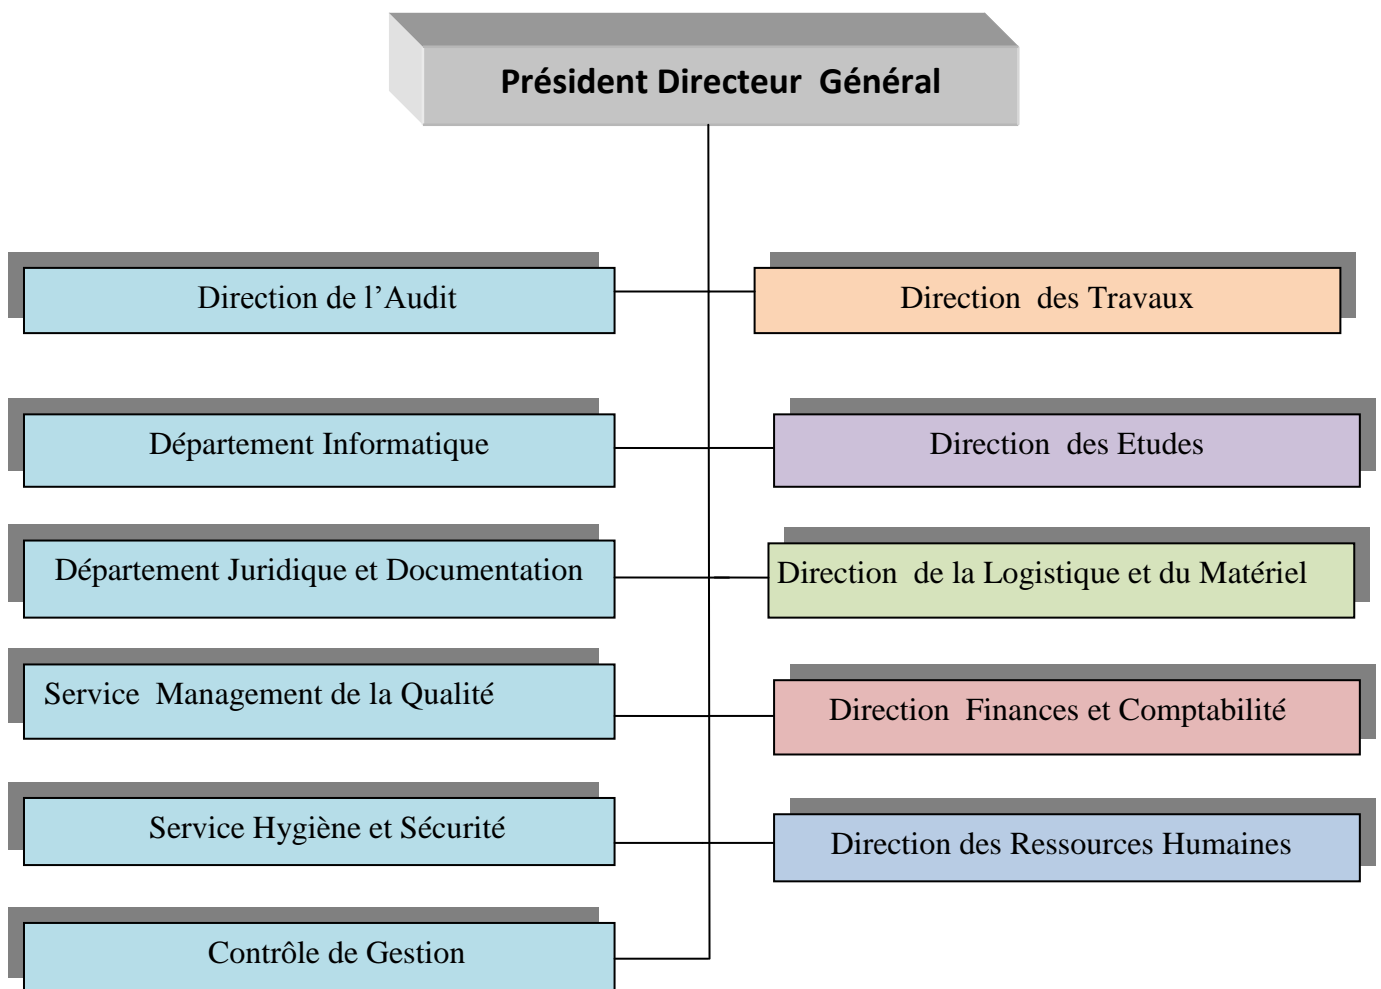 Président Directeur Général
Direction de l’Audit
Direction des Travaux
Département Informatique
Direction des Etudes
Département Juridique et Documentation
Direction de la Logistique et du Matériel
Service Management de la Qualité
Direction Finances et Comptabilité
Service Hygiène et Sécurité
Direction des Ressources Humaines
Contrôle de Gestion